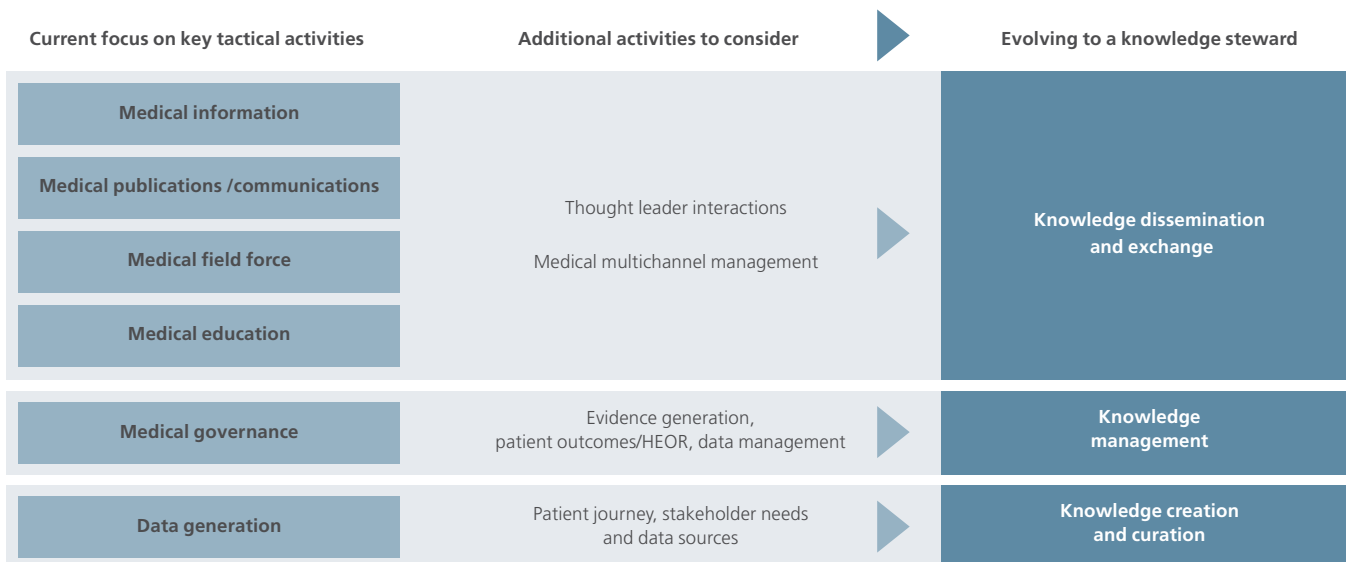 Current focus on key tactical activities
Additional activities to consider
Evolving to a knowledge steward
Medical information
Medical publications /communications
Medical field force
Medical education
Thought leader interactions
Medical multichannel management
Knowledge dissemination
and exchange
Medical governance
Evidence generation,
patient outcomes/HEOR, data management
Knowledge
management
Data generation
Patient journey, stakeholder needs
and data sources
Knowledge creation
and curation